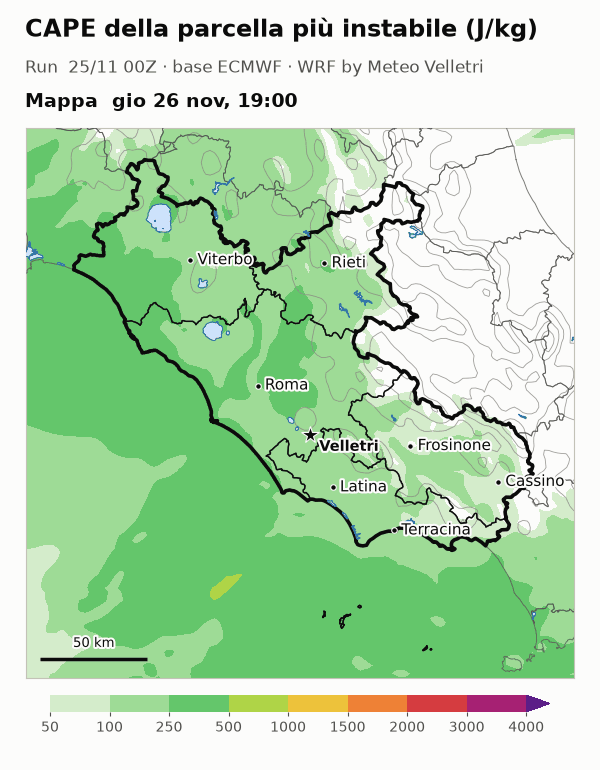 CAPE della parcella più instabile (J/kg)
Run  25/11 00Z · base ECMWF · WRF by Meteo Velletri
Mappa  gio 26 nov, 19:00
Viterbo
Rieti
Roma
Velletri
Frosinone
Latina
Cassino
Terracina
50 km
50 100 250 500 1000 1500 2000 3000 4000